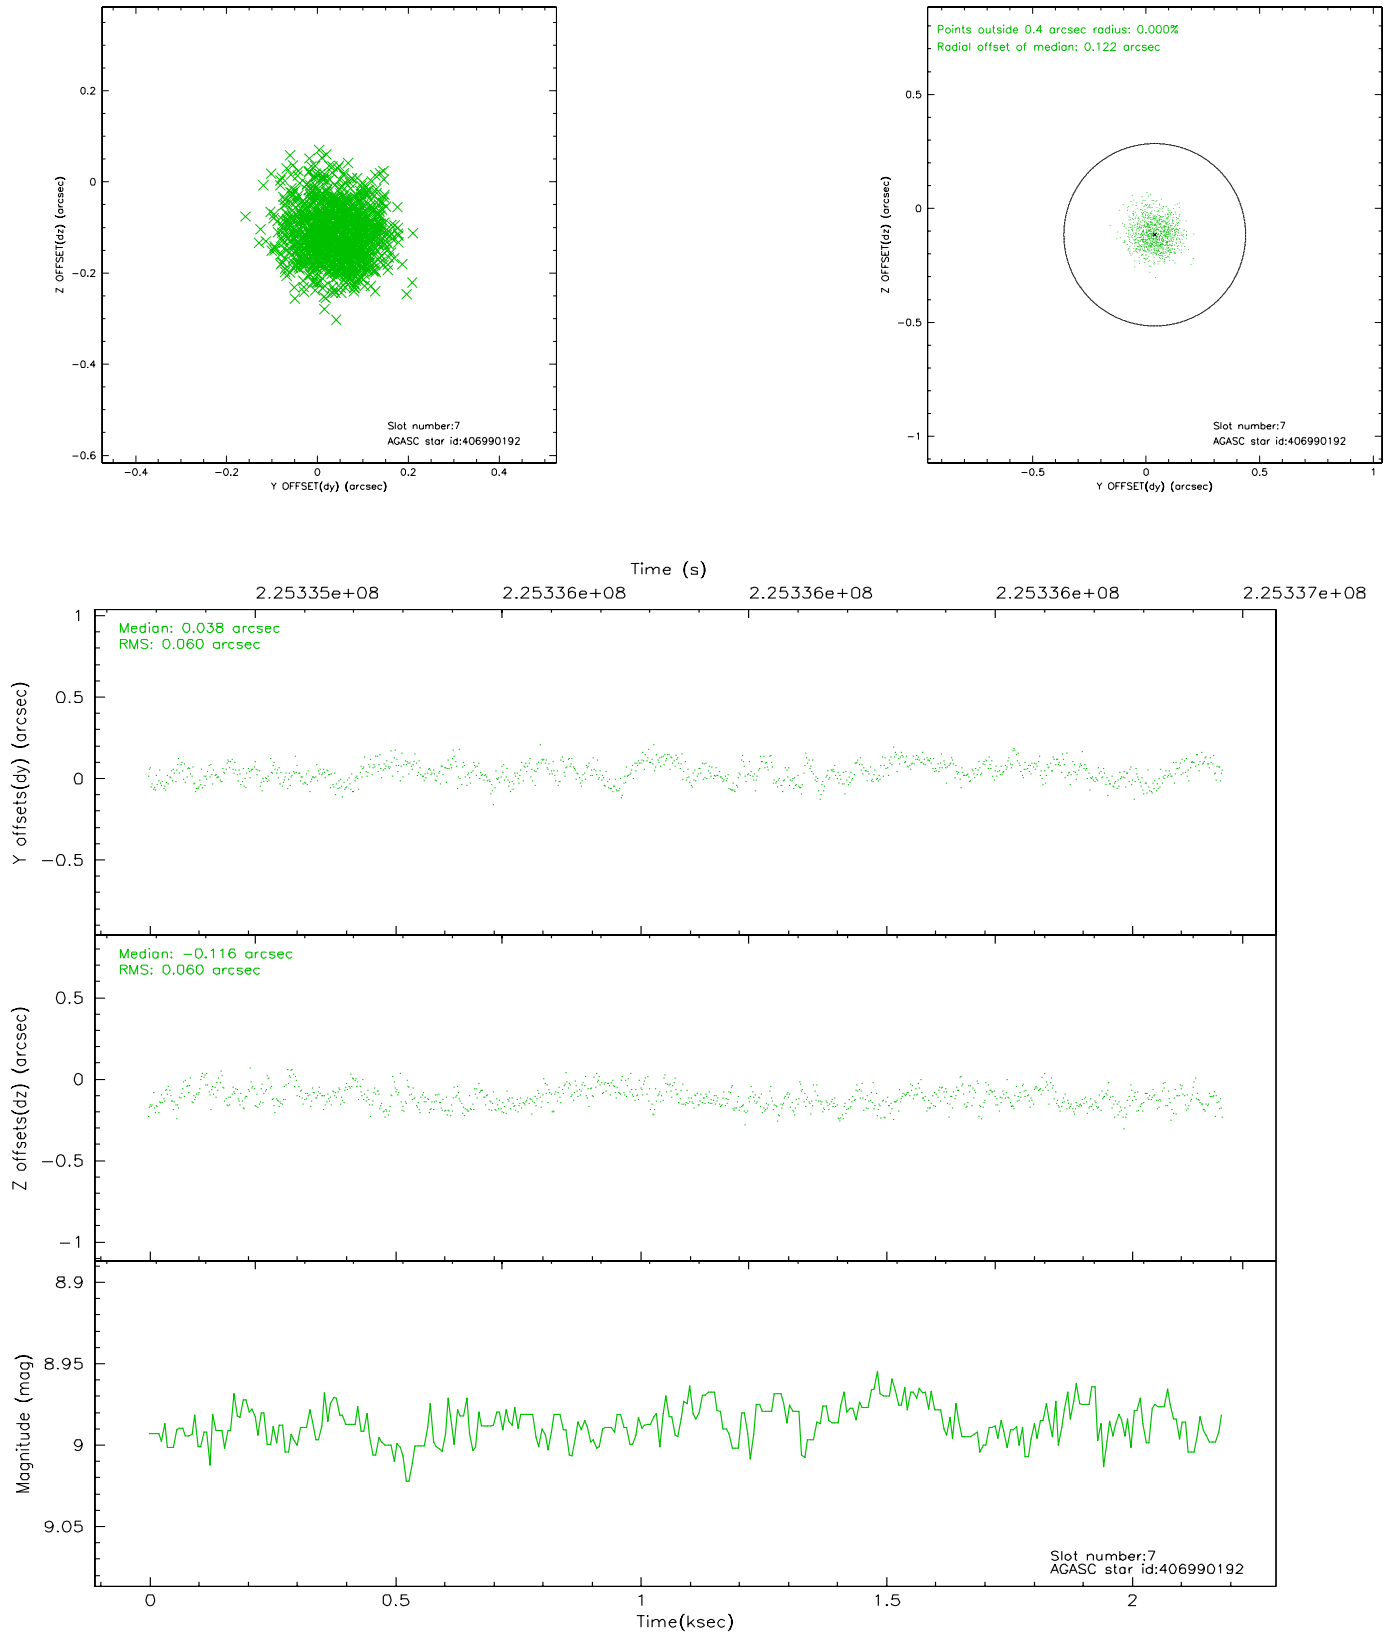 0.2
0
−0.2
−0.4
−0.6
Z OFFSET(dz) (arcsec)
Slot number:7
AGASC star id:406990192
−0.4 −0.2 0 0.2 0.4
Y OFFSET(dy) (arcsec)
Points outside 0.4 arcsec radius: 0.000%
Radial offset of median: 0.122 arcsec
0.5
0
−0.5
−1
Z OFFSET(dz) (arcsec)
Slot number:7
AGASC star id:406990192
−0.5 0 0.5 1
Y OFFSET(dy) (arcsec)
Time (s)
2.25335e+08 2.25336e+08 2.25336e+08 2.25336e+08 2.25337e+08
Median: 0.038 arcsec
RMS: 0.060 arcsec
1
0.5
0
−0.5
Y offsets(dy) (arcsec)
Median: −0.116 arcsec
RMS: 0.060 arcsec
0.5
0
−0.5
−1
Z offsets(dz) (arcsec)
8.9
8.95
9
9.05
Magnitude (mag)
Slot number:7
AGASC star id:406990192
0 0.5 1 1.5 2
Time(ksec)